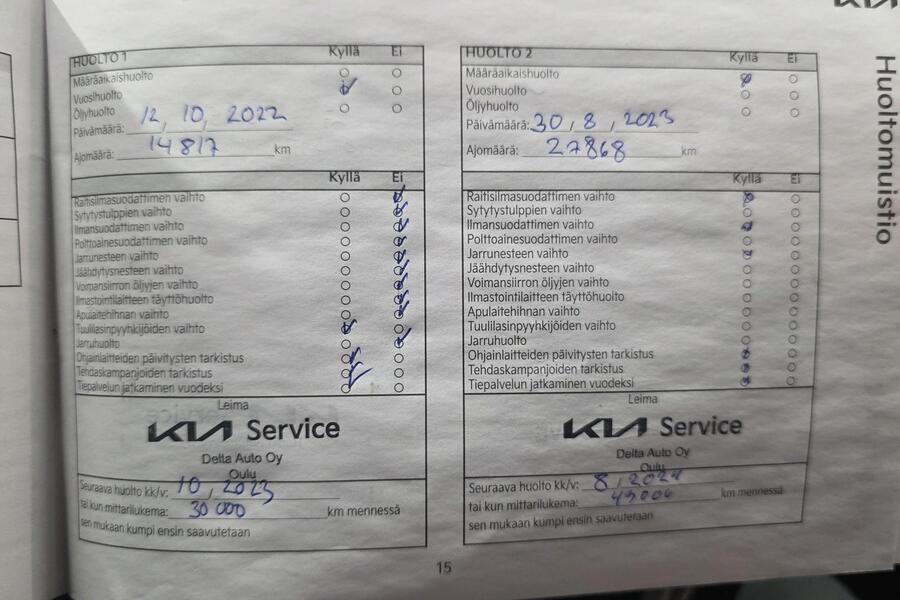 KIA
Huoltomuistio
HUOLTO 1 Kyllä Ei
Määräaikaishuolto
Vuosihuolto
Öljyhuolto
Päivämäärä: 12, 10, 2022
Ajomäärä: 14817 km
Kyllä Ei
Raitisilmasuodattimen vaihto
Sytytystulppien vaihto
Ilmansuodattimen vaihto
Polttoainesuodattimen vaihto
Jarrunesteen vaihto
Jäähdytysnesteen vaihto
Voimansiirron öljyjen vaihto
Ilmastointilaitteen täyttöhuolto
Apulaitehihnan vaihto
Tuulilasinpyyhkijöiden vaihto
Jarruhuolto
Ohjainlaitteiden päivitysten tarkistus
Tehdaskampanjoiden tarkistus
Tiepalvelun jatkaminen vuodeksi
Leima
KIA Service
Delta Auto Oy
Oulu
Seuraava huolto kk/v: 10, 2023
tai kun mittarilukema: 30 000 km mennessä
sen mukaan kumpi ensin saavutetaan
HUOLTO 2 Kyllä Ei
Määräaikaishuolto
Vuosihuolto
Öljyhuolto
Päivämäärä: 30, 8, 2023
Ajomäärä: 27868 km
Kyllä Ei
Raitisilmasuodattimen vaihto
Sytytystulppien vaihto
Ilmansuodattimen vaihto
Polttoainesuodattimen vaihto
Jarrunesteen vaihto
Jäähdytysnesteen vaihto
Voimansiirron öljyjen vaihto
Ilmastointilaitteen täyttöhuolto
Apulaitehihnan vaihto
Tuulilasinpyyhkijöiden vaihto
Jarruhuolto
Ohjainlaitteiden päivitysten tarkistus
Tehdaskampanjoiden tarkistus
Tiepalvelun jatkaminen vuodeksi
Leima
KIA Service
Delta Auto Oy
Oulu
Seuraava huolto kk/v: 8, 2024
tai kun mittarilukema: km mennessä
sen mukaan kumpi ensin saavutetaan
15